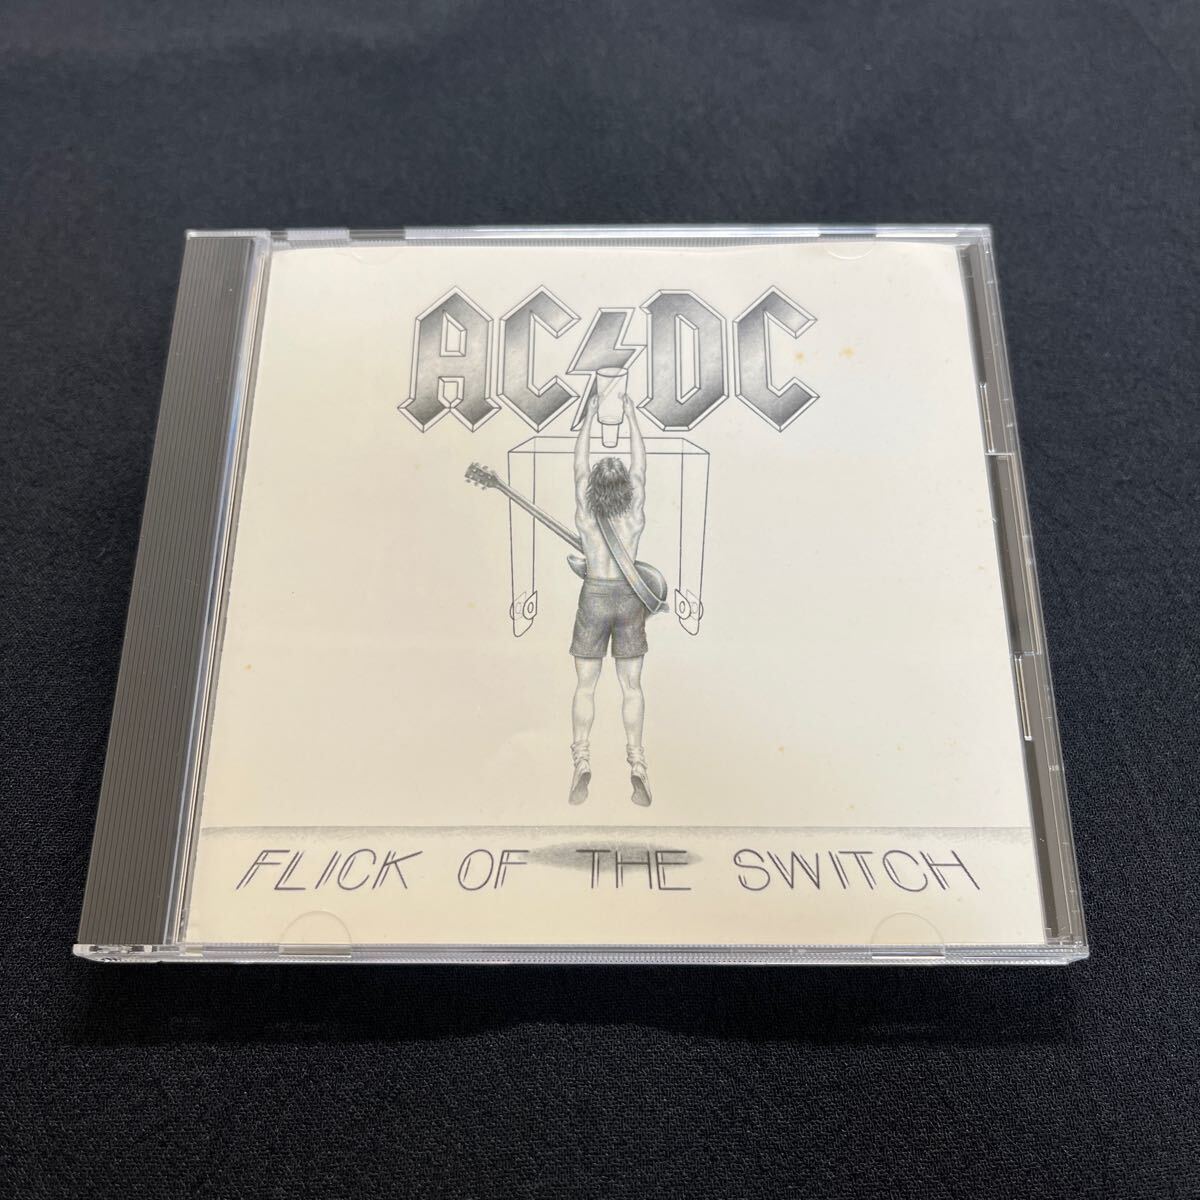 AC⚡DC
FLICK OF THE SWITCH